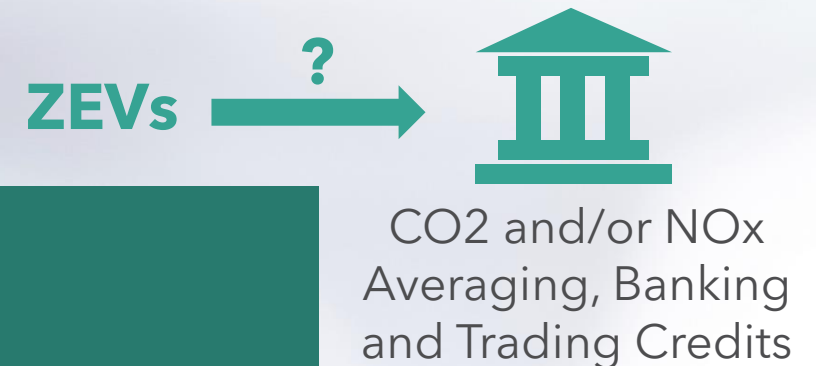 ?
ZEVs
CO2 and/or NOx
Averaging, Banking
and Trading Credits